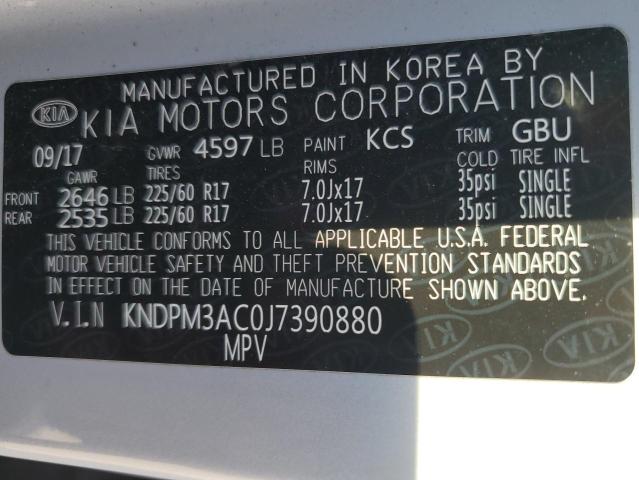 MANUFACTURED IN KOREA BY
KIA KIA MOTORS CORPORATION
09/17 GVWR 4597 LB PAINT KCS TRIM GBU
GAWR TIRES RIMS COLD TIRE INFL
FRONT 2646 LB 225/60 R17 7.0Jx17 35psi SINGLE
REAR 2535 LB 225/60 R17 7.0Jx17 35psi SINGLE
THIS VEHICLE CONFORMS TO ALL APPLICABLE U.S.A. FEDERAL
MOTOR VEHICLE SAFETY AND THEFT PREVENTION STANDARDS
IN EFFECT ON THE DATE OF MANUFACTURE SHOWN ABOVE.
V.I.N KNDPM3AC0J7390880
MPV